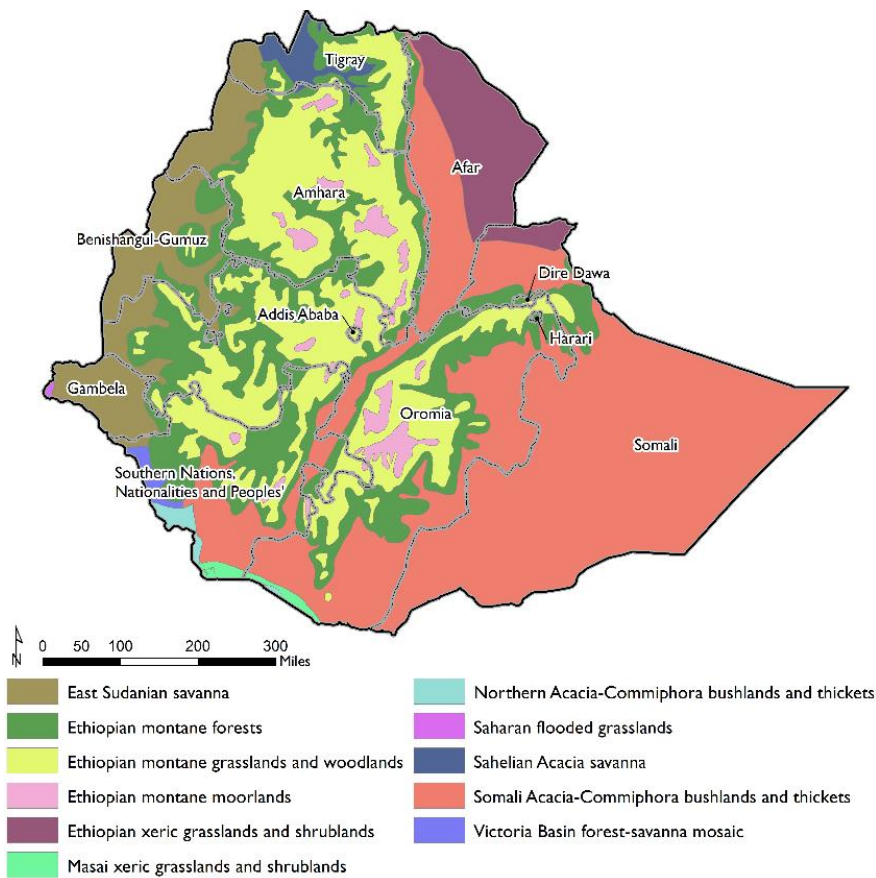 Tigray
Afar
Amhara
Benishangul-Gumuz
Dire Dawa
Addis Ababa
Harari
Gambela
Oromia
Somali
Southern Nations,
Nationalities and Peoples'
N
0 50 100 200 300
Miles
East Sudanian savanna
Ethiopian montane forests
Ethiopian montane grasslands and woodlands
Ethiopian montane moorlands
Ethiopian xeric grasslands and shrublands
Masai xeric grasslands and shrublands
Northern Acacia-Commiphora bushlands and thickets
Saharan flooded grasslands
Sahelian Acacia savanna
Somali Acacia-Commiphora bushlands and thickets
Victoria Basin forest-savanna mosaic